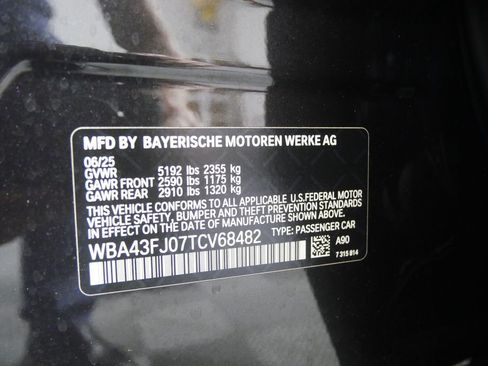 MFD BY BAYERISCHE MOTOREN WERKE AG
06/25
GVWR 5192 lbs 2355 kg
GAWR FRONT 2590 lbs 1175 kg
GAWR REAR 2910 lbs 1320 kg
THIS VEHICLE CONFORMS TO ALL APPLICABLE U.S.FEDERAL MOTOR
VEHICLE SAFETY, BUMPER AND THEFT PREVENTION STANDARDS
IN EFFECT ON THE DATE OF MANUFACTURE SHOWN ABOVE.
WBA43FJ07TCV68482 TYPE: PASSENGER CAR
A90
7 315 814